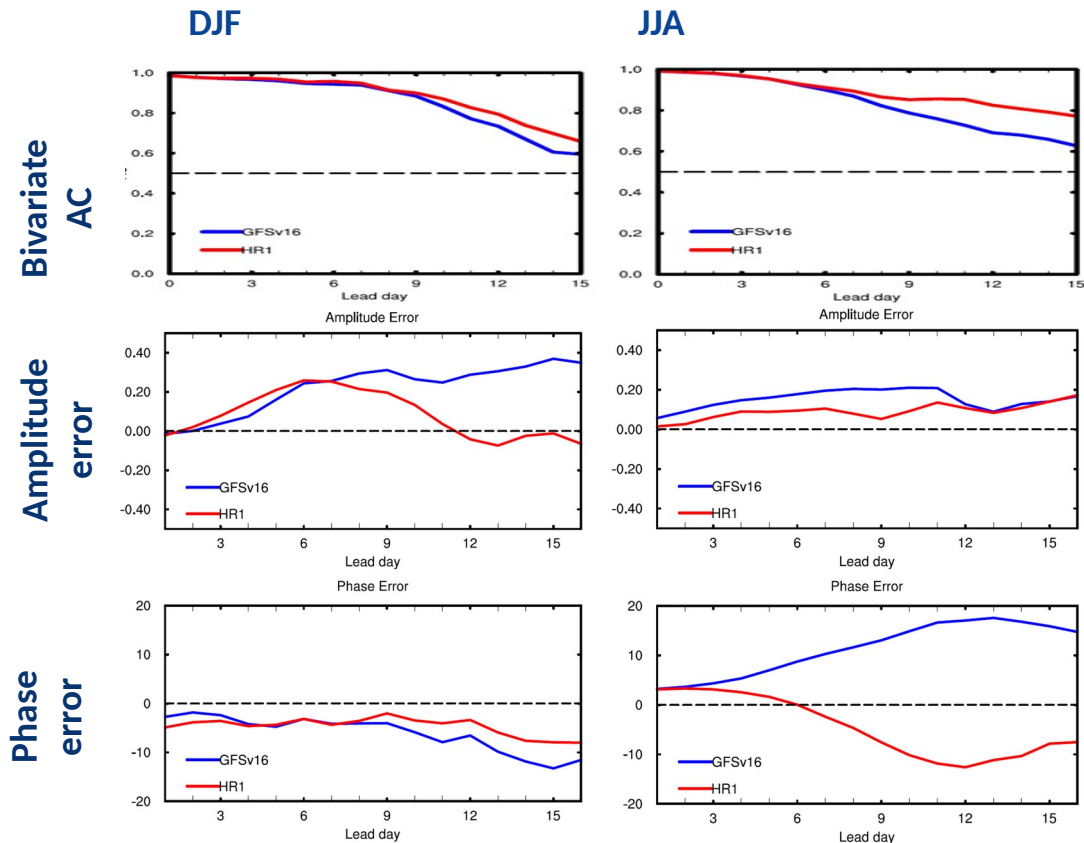 DJF
JJA
Bivariate
AC
1.0
0.8
0.6
0.4
0.2
0.0
GFSv16
HR1
0 3 6 9 12 15
Lead day
1.0
0.8
0.6
0.4
0.2
0.0
GFSv16
HR1
0 3 6 9 12 15
Lead day
Amplitude
error
Amplitude Error
0.40
0.20
0.00
-0.20
-0.40
GFSv16
HR1
3 6 9 12 15
Lead day
Amplitude Error
0.40
0.20
0.00
-0.20
-0.40
GFSv16
HR1
3 6 9 12 15
Lead day
Phase
error
Phase Error
20
10
0
-10
-20
GFSv16
HR1
3 6 9 12 15
Lead day
Phase Error
20
10
0
-10
-20
GFSv16
HR1
3 6 9 12 15
Lead day